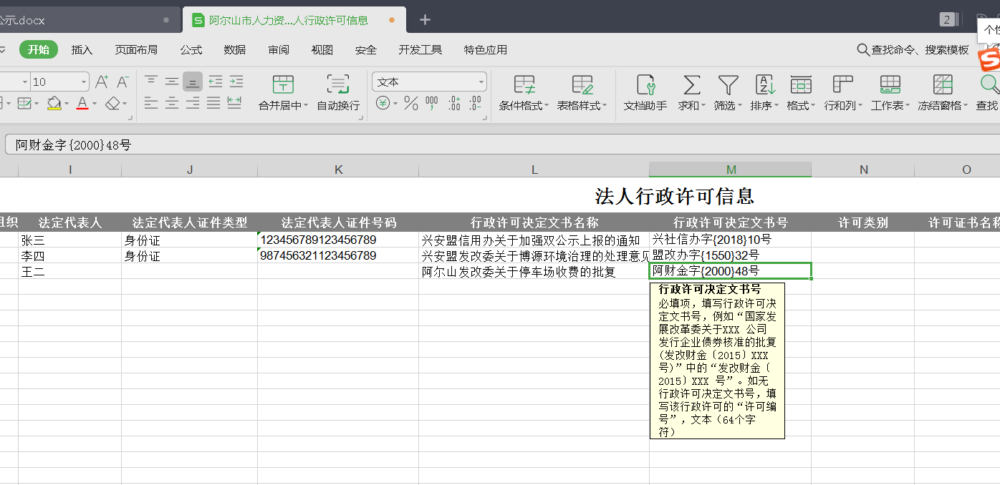 公示.docx
阿尔山市人力资...人行政许可信息
2
个性
开始 插入 页面布局 公式 数据 审阅 视图 安全 开发工具 特色应用 查找命令、搜索模板
10 文本
合并居中 自动换行 条件格式 表格样式 文档助手 求和 筛选 排序 格式 行和列 工作表 冻结窗格 查找
阿财金字{2000}48号
I J K L M N O
法人行政许可信息
组织 法定代表人 法定代表人证件类型 法定代表人证件号码 行政许可决定文书名称 行政许可决定文书号 许可类别 许可证书名称
张三 身份证 123456789123456789 兴安盟信用办关于加强双公示上报的通知 兴社信办字{2018}10号
李四 身份证 987456321123456789 兴安盟发改委关于博源环境治理的处理意见 盟改办字{1550}32号
王二 阿尔山发改委关于停车场收费的批复 阿财金字{2000}48号
行政许可决定文书号
必填项，填写行政许可决
定文书号，例如“国家发
展改革委关于XXX 公司
发行企业债券核准的批复
(发改财金〔2015〕XXX
号)”中的“发改财金〔
2015〕XXX 号”。如无
行政许可决定文书号，填
写该行政许可的“许可编
号”，文本（64个字
符）